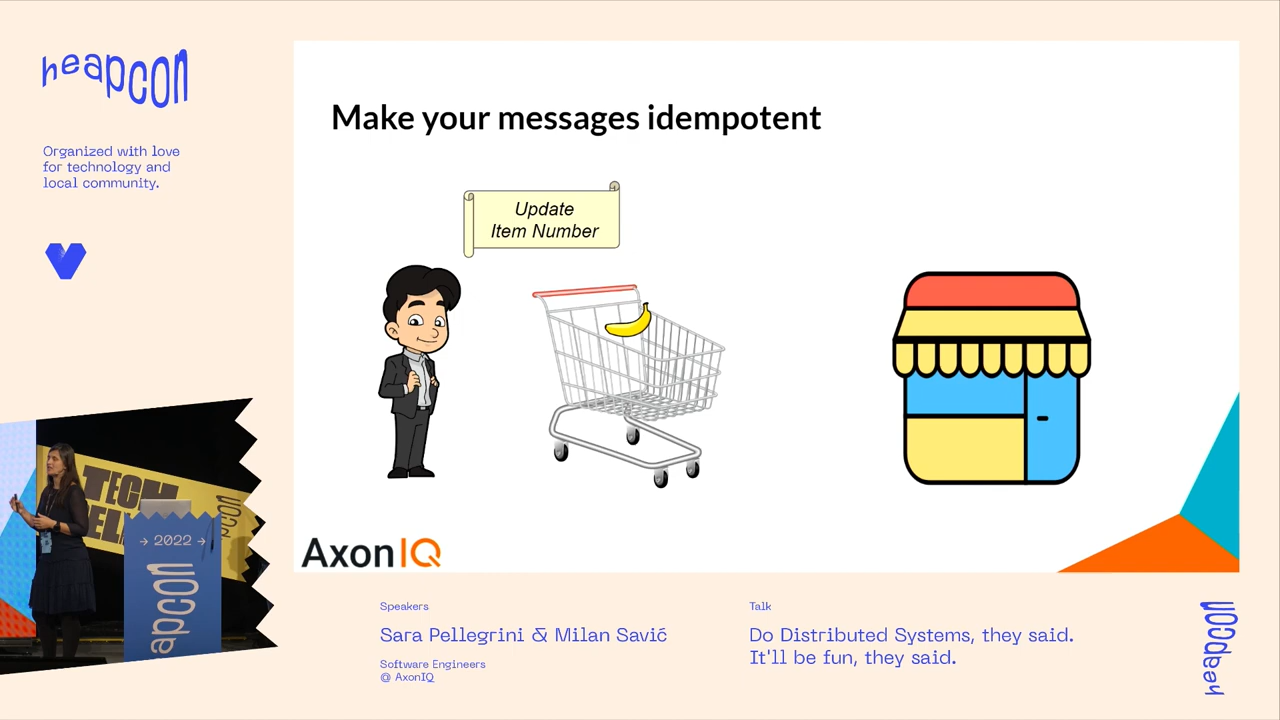 heapcon
Organized with love
for technology and
local community.
Make your messages idempotent
Update
Item Number
AxonIQ
TECH
→ 2022 →
heapcon
Speakers
Sara Pellegrini & Milan Savić
Software Engineers
@ AxonIQ
Talk
Do Distributed Systems, they said.
It'll be fun, they said.
heapcon